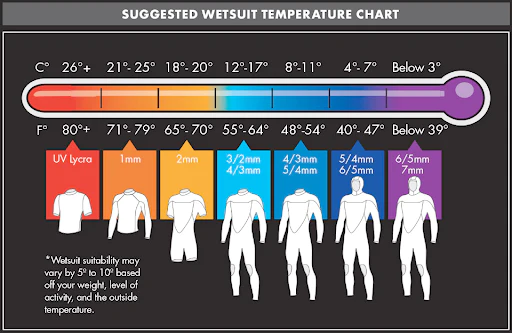 SUGGESTED WETSUIT TEMPERATURE CHART
C° 26°+ 21°- 25° 18°- 20° 12°-17° 8°-11° 4°- 7° Below 3°
F° 80°+ 71°- 79° 65°- 70° 55°-64° 48°-54° 40°- 47° Below 39°
UV Lycra 1mm 2mm 3/2mm 4/3mm 5/4mm 6/5mm
4/3mm 5/4mm 6/5mm 7mm
*Wetsuit suitability may
vary by 5º to 10º based
off your weight, level of
activity, and the outside
temperature.